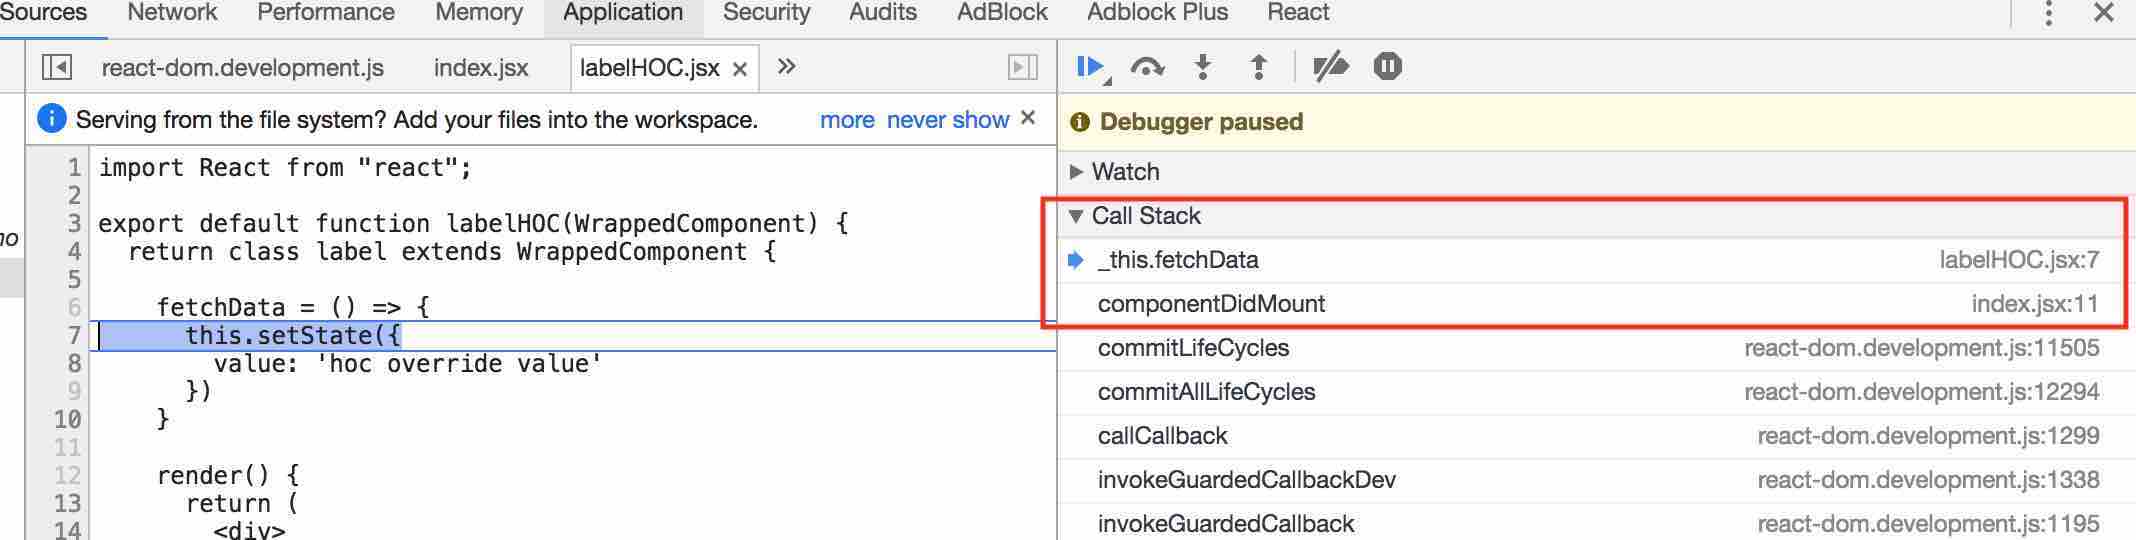 Sources Network Performance Memory Application Security Audits AdBlock Adblock Plus React
react-dom.development.js index.jsx labelHOC.jsx
Serving from the file system? Add your files into the workspace. more never show
1 import React from "react";
2
3 export default function labelHOC(WrappedComponent) {
4 return class label extends WrappedComponent {
5
6 fetchData = () => {
7 this.setState({
8 value: 'hoc override value'
9 })
10 }
11
12 render() {
13 return (
14 <div>
Debugger paused
Watch
Call Stack
_this.fetchData labelHOC.jsx:7
componentDidMount index.jsx:11
commitLifeCycles react-dom.development.js:11505
commitAllLifeCycles react-dom.development.js:12294
callCallback react-dom.development.js:1299
invokeGuardedCallbackDev react-dom.development.js:1338
invokeGuardedCallback react-dom.development.js:1195